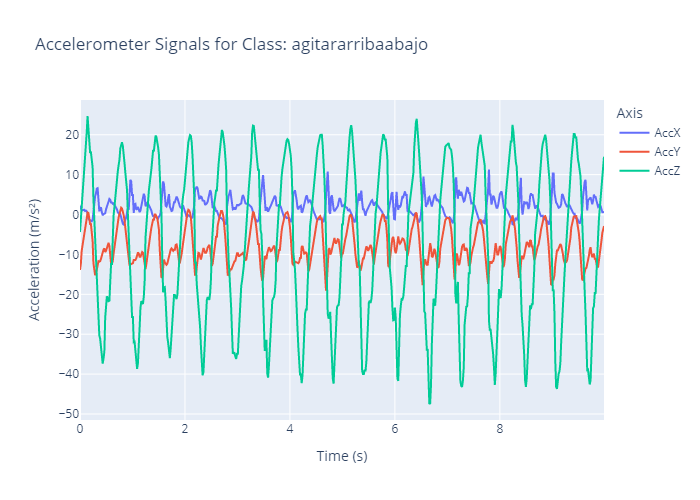 Accelerometer Signals for Class: agitararribaabajo
Axis
AccX
AccY
AccZ
20
10
0
−10
−20
−30
−40
−50
Acceleration (m/s²)
0 2 4 6 8
Time (s)